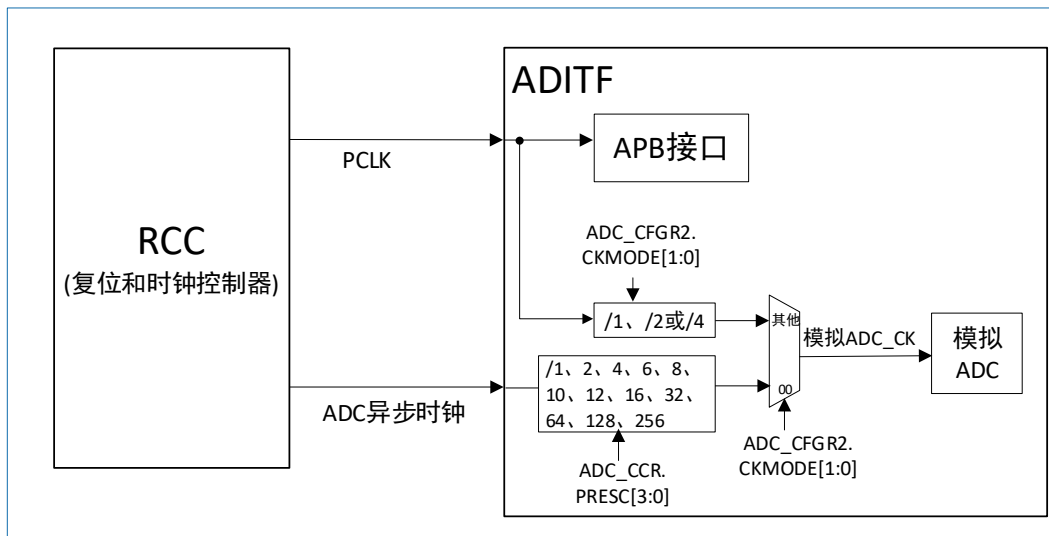 ADITF
APB接口
PCLK
RCC
(复位和时钟控制器)
ADC_CFGR2.
CKMODE[1:0]
/1、/2或/4
其他
模拟ADC_CK
模拟
ADC
/1、2、4、6、8、
10、12、16、32、
64、128、256
00
ADC异步时钟
ADC_CFGR2.
CKMODE[1:0]
ADC_CCR.
PRESC[3:0]